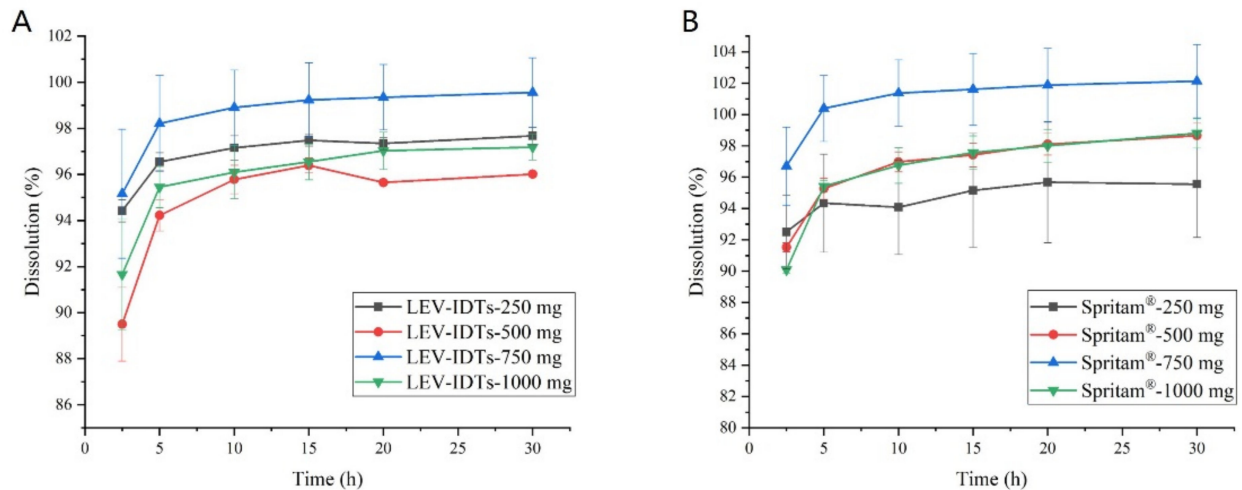 A
102
100
98
96
94
92
90
88
86
Dissolution (%)
LEV-IDTs-250 mg
LEV-IDTs-500 mg
LEV-IDTs-750 mg
LEV-IDTs-1000 mg
0 5 10 15 20 25 30
Time (h)
B
104
102
100
98
96
94
92
90
88
86
84
82
80
Dissolution (%)
Spritam®-250 mg
Spritam®-500 mg
Spritam®-750 mg
Spritam®-1000 mg
0 5 10 15 20 25 30
Time (h)